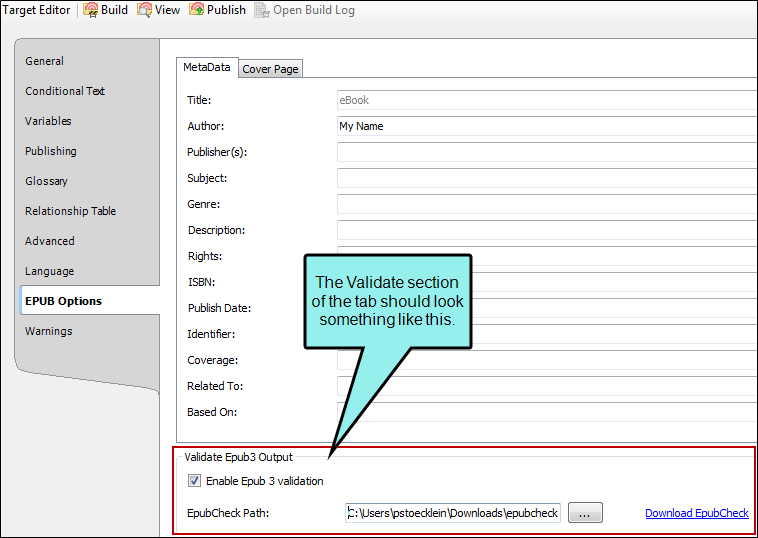 Target Editor Build View Publish Open Build Log
General
Conditional Text
Variables
Publishing
Glossary
Relationship Table
Advanced
Language
EPUB Options
Warnings
MetaData Cover Page
Title: eBook
Author: My Name
Publisher(s):
Subject:
Genre:
Description:
Rights:
ISBN:
Publish Date:
Identifier:
Coverage:
Related To:
Based On:
The Validate section
of the tab should look
something like this.
Validate Epub3 Output
Enable Epub 3 validation
EpubCheck Path: C:\Users\pstoecklein\Downloads\epubcheck ... Download EpubCheck